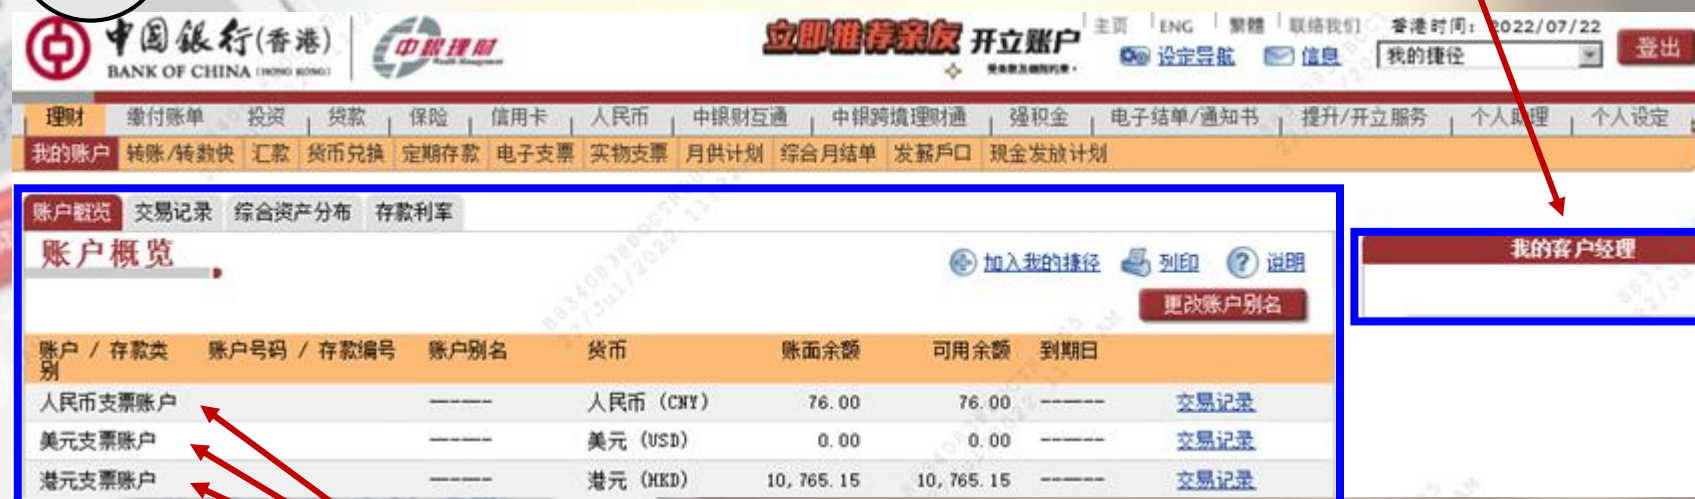 中国银行(香港)
BANK OF CHINA (HONG KONG)
中银理财
Wealth Management
立即推荐亲友 开立账户
主页 ENG 繁體 联络我们 香港时间: 2022/07/22
设定导航 信息 我的捷径 登出
理财 缴付账单 投资 贷款 保险 信用卡 人民币 中银财互通 中银跨境理财通 强积金 电子结单/通知书 提升/开立服务 个人助理 个人设定
我的账户 转账/转数快 汇款 货币兑换 定期存款 电子支票 实物支票 月供计划 综合月结单 发薪戶口 现金发放计划
账户概览 交易记录 综合资产分布 存款利率
账户概览
加入我的捷径 列印 说明
我的客户经理
更改账户别名
账户 / 存款类别 账户号码 / 存款编号 账户别名 货币 账面余额 可用余额 到期日
人民币支票账户 ------ 人民币 (CNY) 76.00 76.00 ------ 交易记录
美元支票账户 ------ 美元 (USD) 0.00 0.00 ------ 交易记录
港元支票账户 ------ 港元 (HKD) 10,765.15 10,765.15 ------ 交易记录